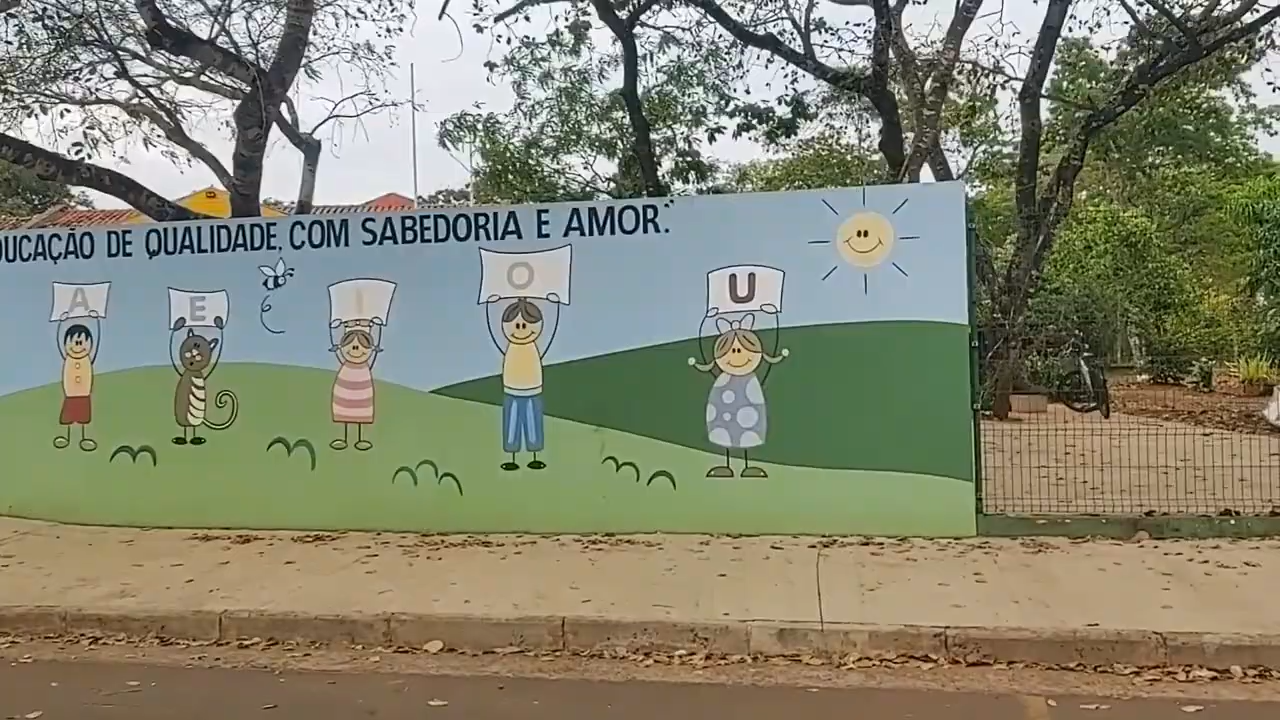 DUCAÇÃO DE QUALIDADE, COM SABEDORIA E AMOR."
A E I O U